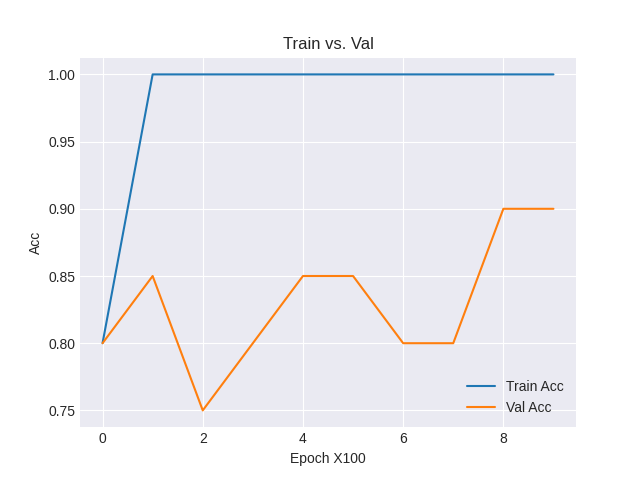 Train vs. Val
1.00
0.95
0.90
0.85
0.80
0.75
Acc
0 2 4 6 8
Epoch X100
Train Acc
Val Acc